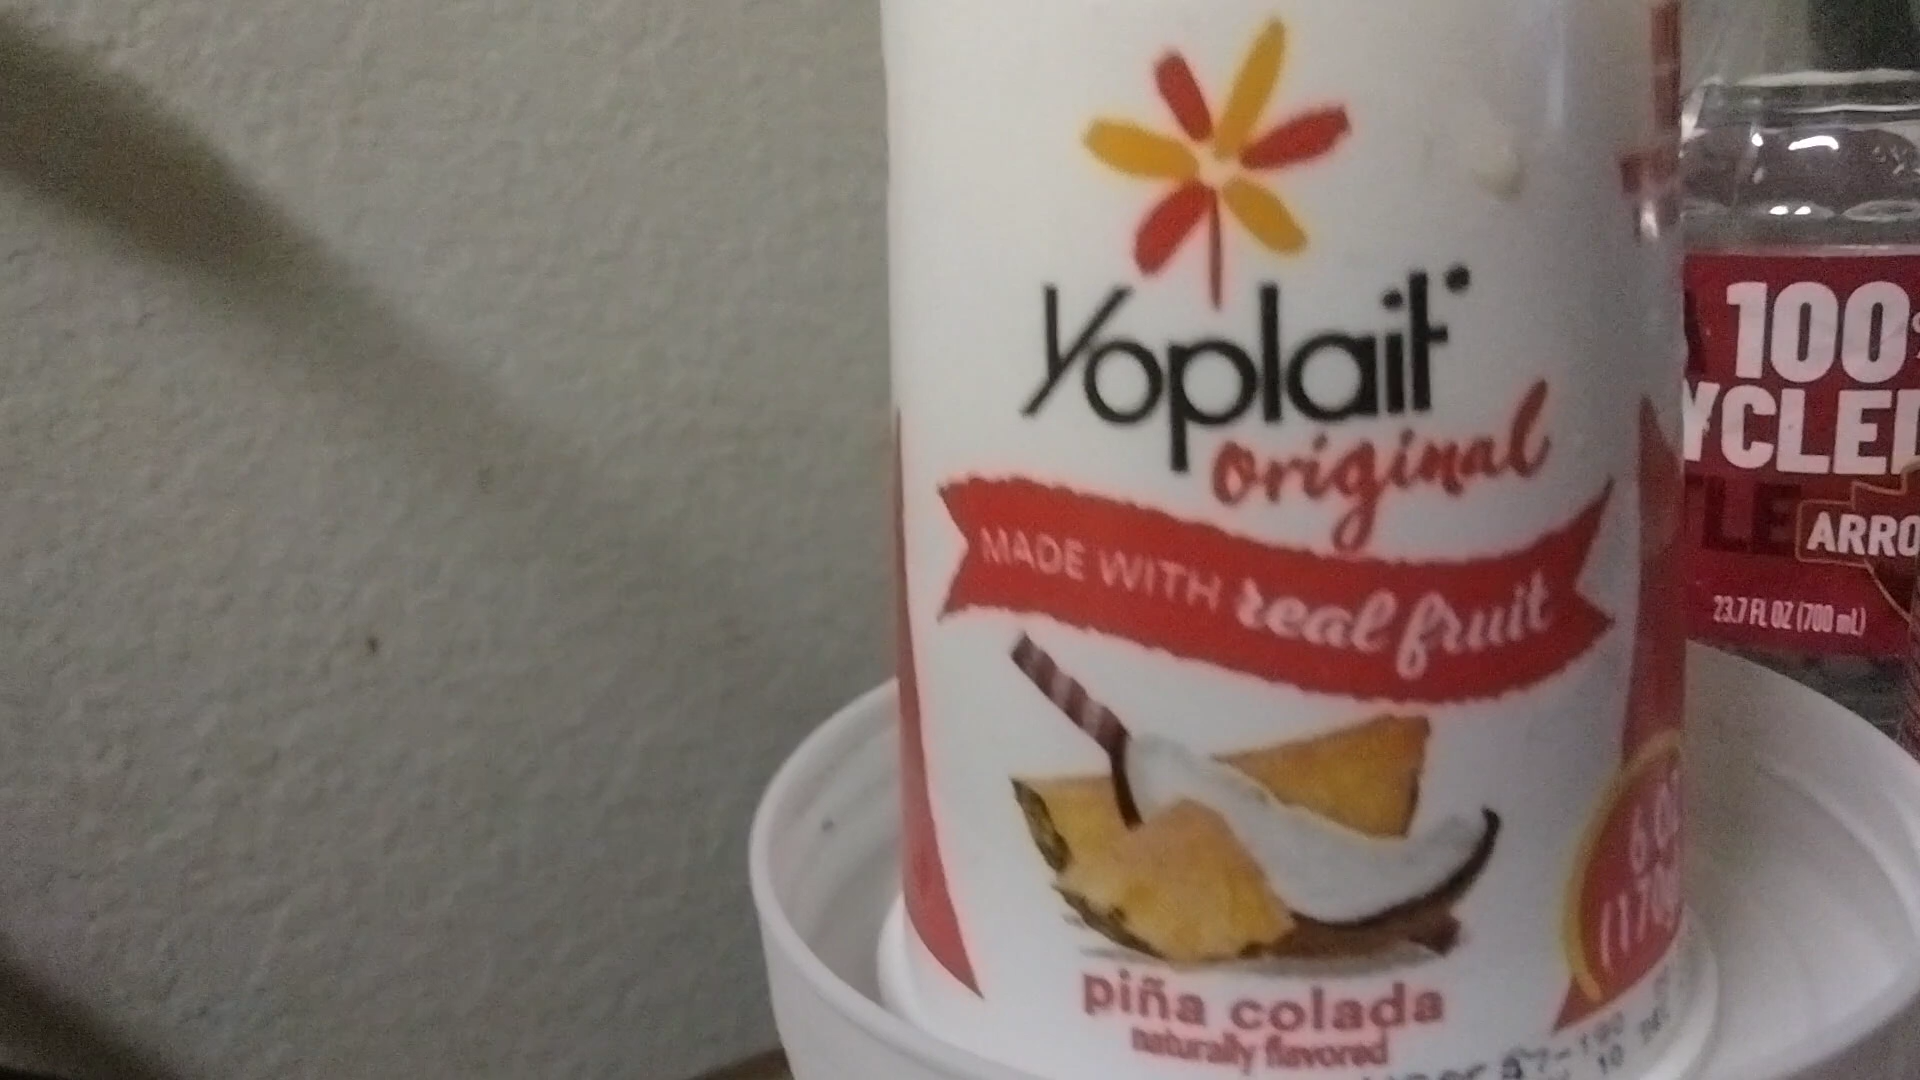 Yoplait
original
MADE WITH real fruit
piña colada
naturally flavored
100%
YCLED
ARRO
23.7 FL OZ (700 mL)